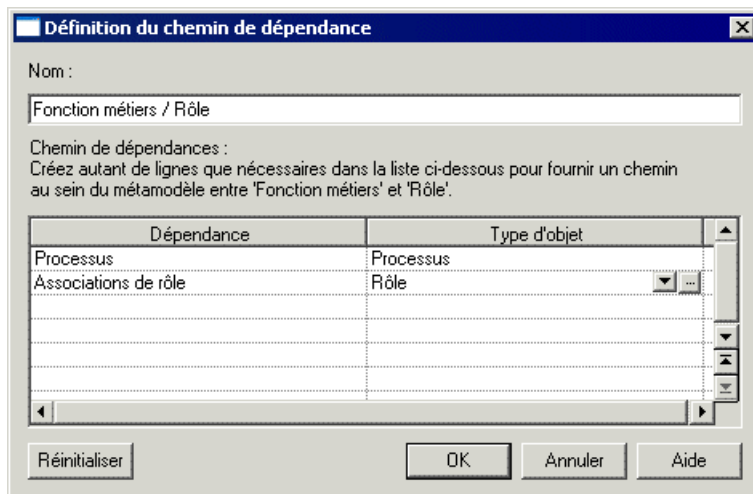 Définition du chemin de dépendance
Nom :
Fonction métiers / Rôle
Chemin de dépendances :
Créez autant de lignes que nécessaires dans la liste ci-dessous pour fournir un chemin
au sein du métamodèle entre 'Fonction métiers' et 'Rôle'.
Dépendance Type d'objet
Processus Processus
Associations de rôle Rôle ...
Réinitialiser OK Annuler Aide